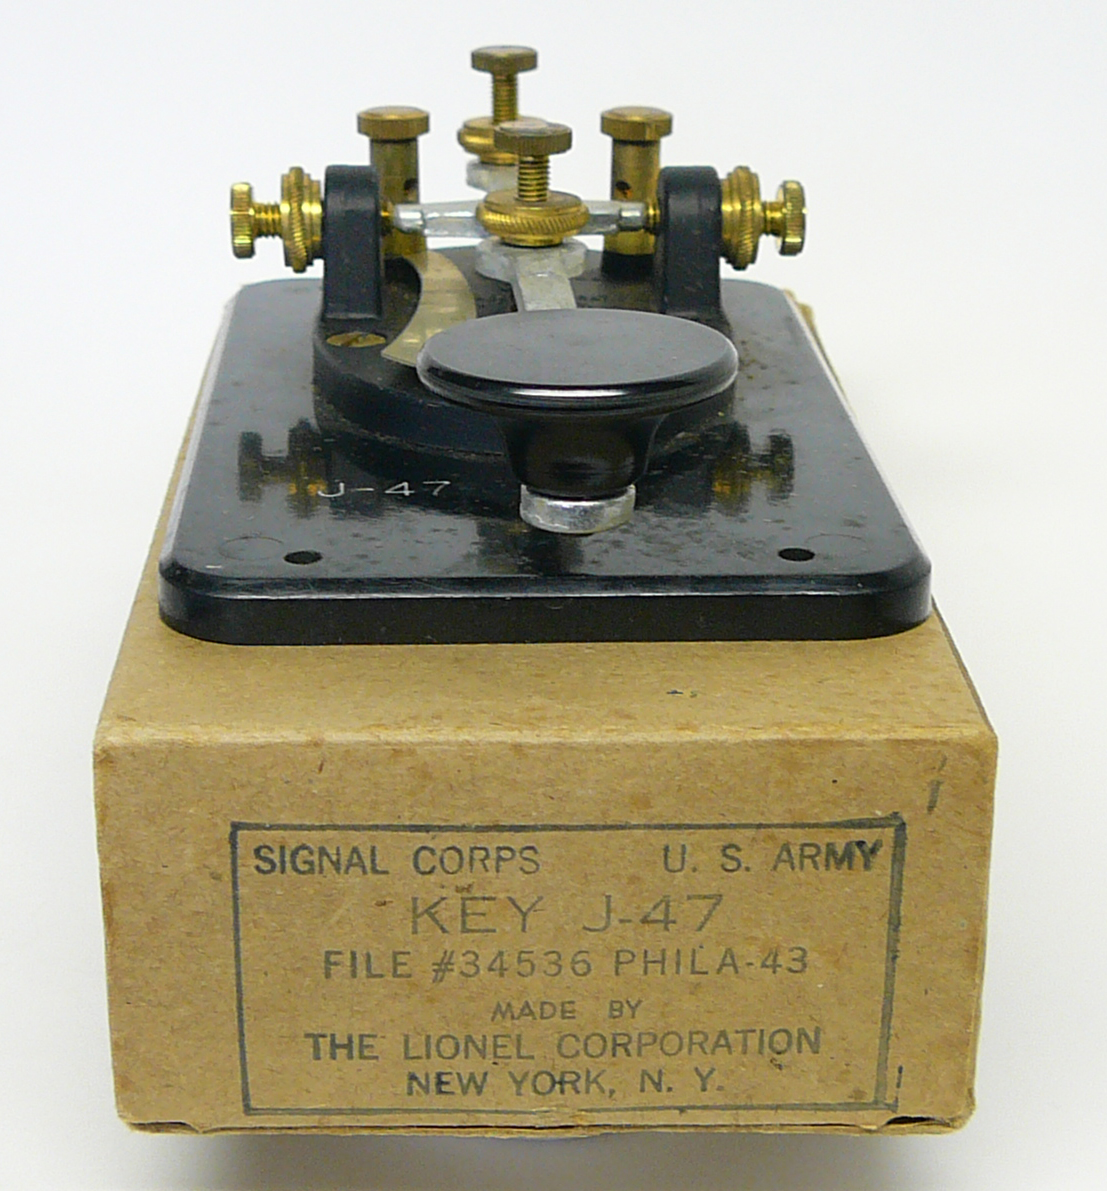 J-47
SIGNAL CORPS U. S. ARMY
KEY J-47
FILE #34536 PHILA-43
MADE BY
THE LIONEL CORPORATION
NEW YORK, N. Y.